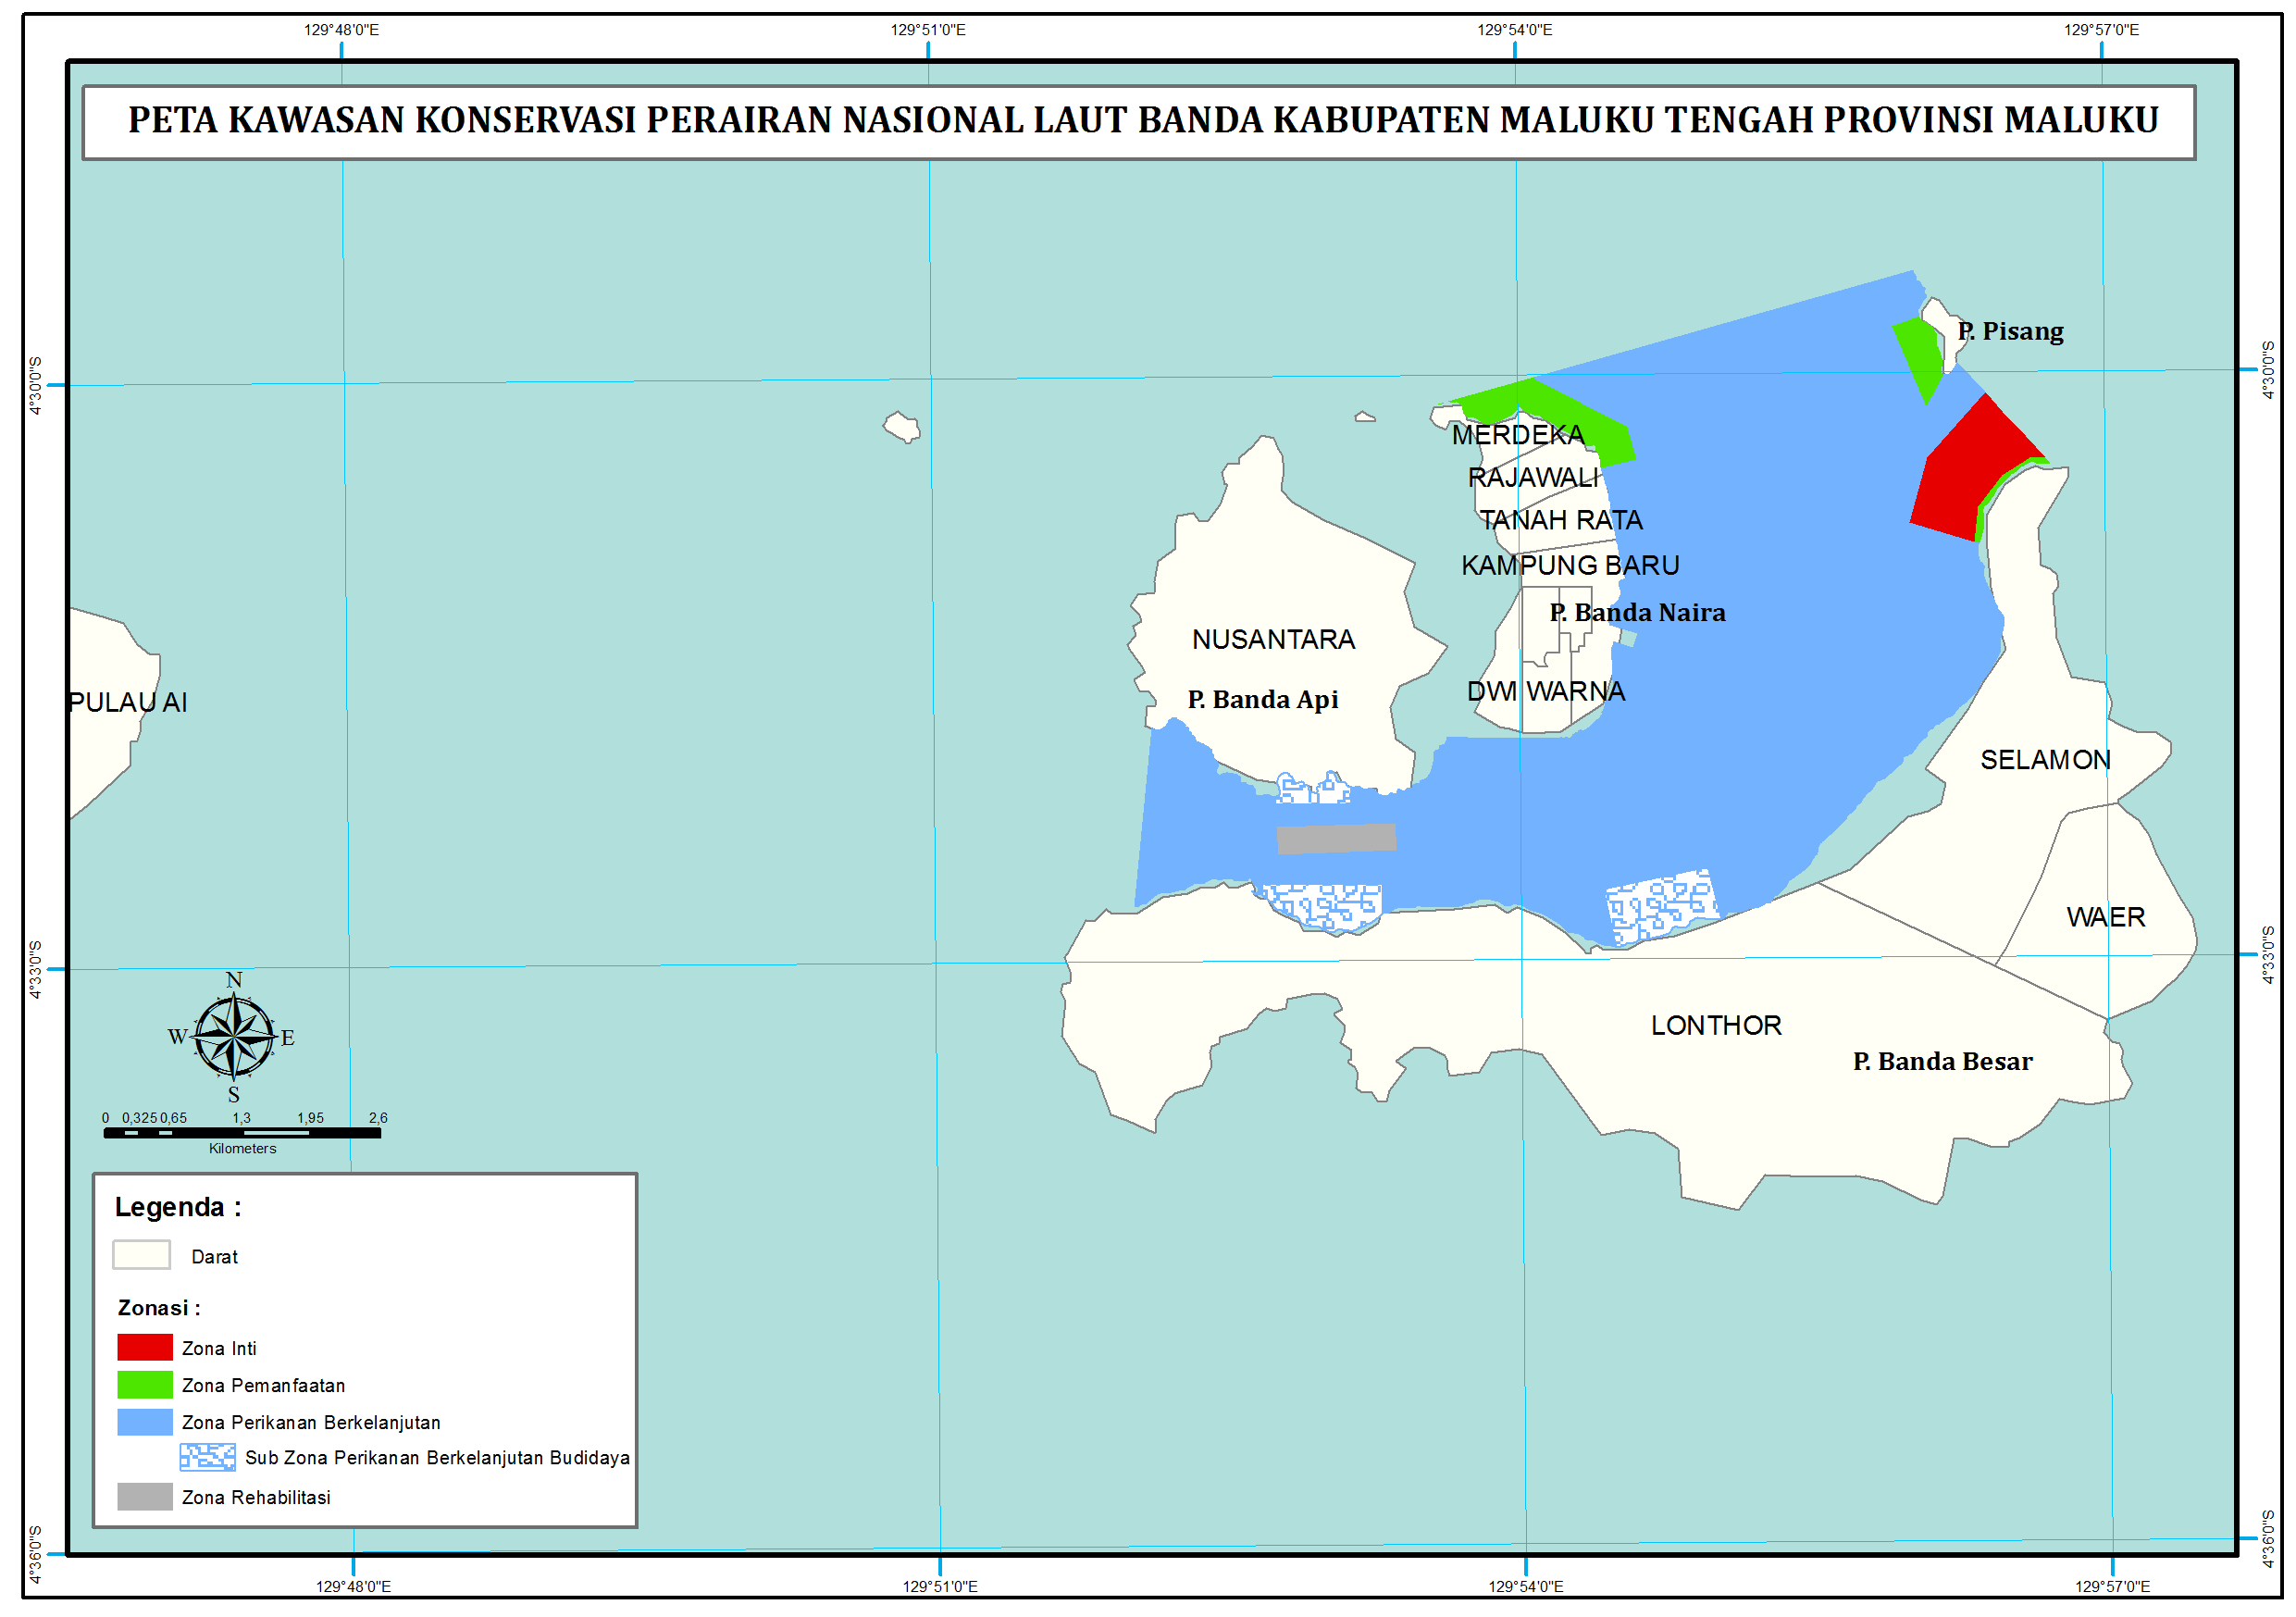 129°48'0"E 129°51'0"E 129°54'0"E 129°57'0"E
PETA KAWASAN KONSERVASI PERAIRAN NASIONAL LAUT BANDA KABUPATEN MALUKU TENGAH PROVINSI MALUKU
P. Pisang
4°30'0"S 4°30'0"S
MERDEKA
RAJAWALI
TANAH RATA
KAMPUNG BARU
P. Banda Naira
NUSANTARA
DWI WARNA
P. Banda Api
PULAU AI
SELAMON
WAER
4°33'0"S 4°33'0"S
LONTHOR
P. Banda Besar
N
W E
S
0 0,325 0,65 1,3 1,95 2,6
Kilometers
Legenda :
Darat
Zonasi :
Zona Inti
Zona Pemanfaatan
Zona Perikanan Berkelanjutan
Sub Zona Perikanan Berkelanjutan Budidaya
Zona Rehabilitasi
4°36'0"S 4°36'0"S
129°48'0"E 129°51'0"E 129°54'0"E 129°57'0"E